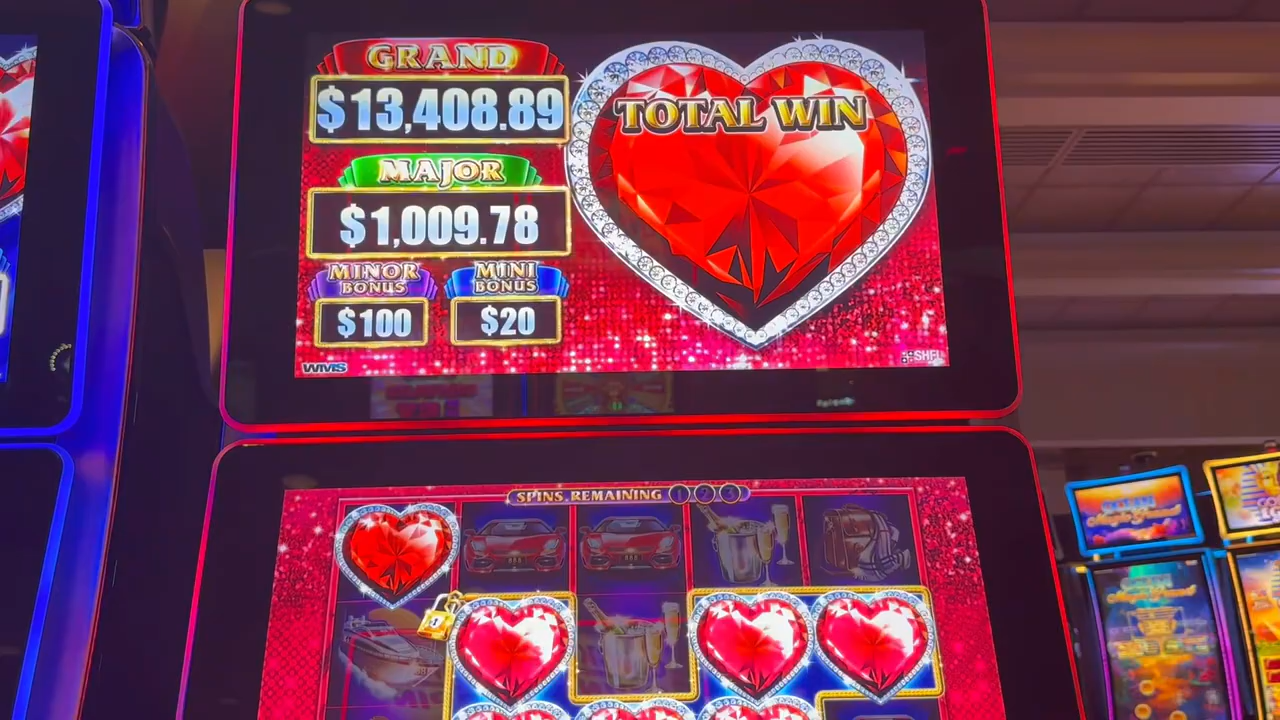 GRAND
$13,408.89
MAJOR
$1,009.78
MINOR
BONUS
$100
MINI
BONUS
$20
TOTAL WIN
WMS
SHFL
SPINS REMAINING 1 2 3
1